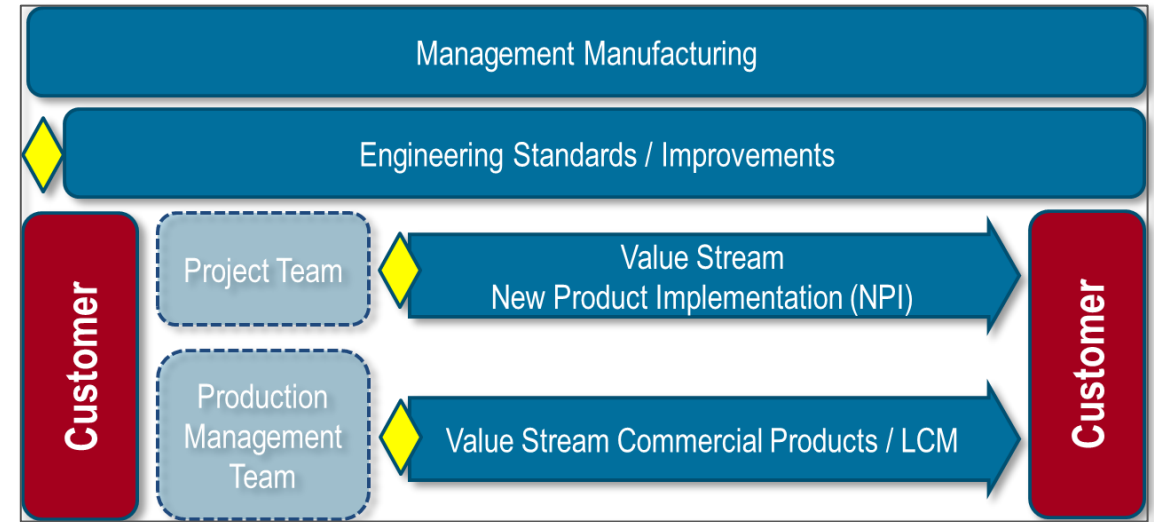 Management Manufacturing
Engineering Standards / Improvements
Customer
Project Team
Value Stream
New Product Implementation (NPI)
Production
Management
Team
Value Stream Commercial Products / LCM
Customer